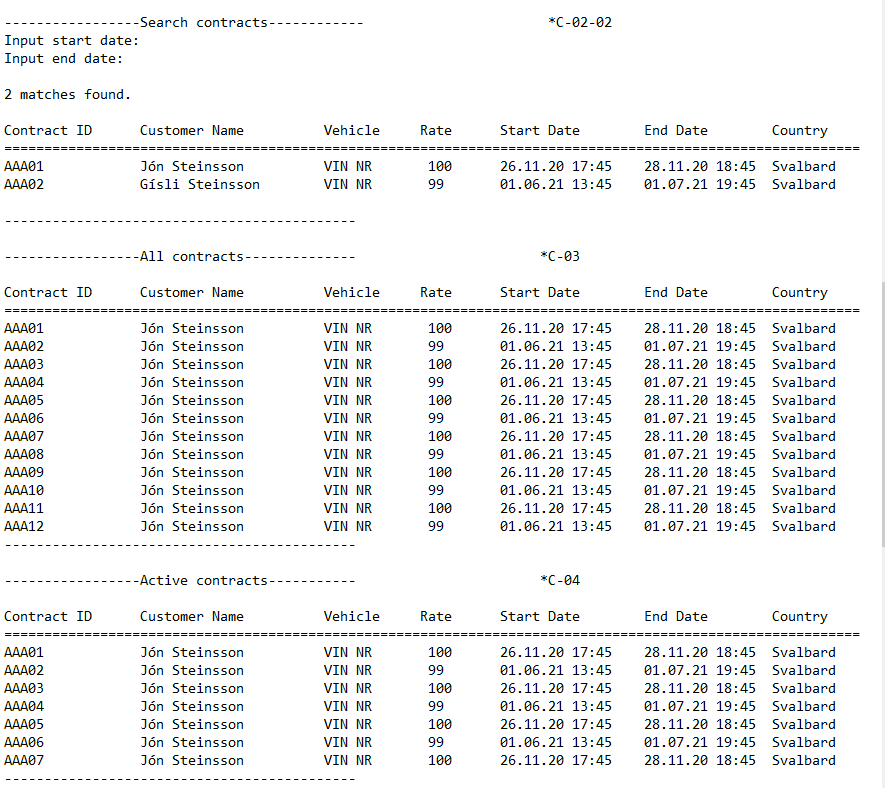 -----------------Search contracts------------                       *C-02-02
Input start date:
Input end date:

2 matches found.

Contract ID      Customer Name          Vehicle     Rate      Start Date        End Date        Country
===========================================================================================================
AAA01            Jón Steinsson          VIN NR       100      26.11.20 17:45    28.11.20 18:45  Svalbard
AAA02            Gísli Steinsson        VIN NR       99       01.06.21 13:45    01.07.21 19:45  Svalbard

--------------------------------------------

-----------------All contracts--------------                       *C-03

Contract ID      Customer Name          Vehicle     Rate      Start Date        End Date        Country
===========================================================================================================
AAA01            Jón Steinsson          VIN NR       100      26.11.20 17:45    28.11.20 18:45  Svalbard
AAA02            Jón Steinsson          VIN NR       99       01.06.21 13:45    01.07.21 19:45  Svalbard
AAA03            Jón Steinsson          VIN NR       100      26.11.20 17:45    28.11.20 18:45  Svalbard
AAA04            Jón Steinsson          VIN NR       99       01.06.21 13:45    01.07.21 19:45  Svalbard
AAA05            Jón Steinsson          VIN NR       100      26.11.20 17:45    28.11.20 18:45  Svalbard
AAA06            Jón Steinsson          VIN NR       99       01.06.21 13:45    01.07.21 19:45  Svalbard
AAA07            Jón Steinsson          VIN NR       100      26.11.20 17:45    28.11.20 18:45  Svalbard
AAA08            Jón Steinsson          VIN NR       99       01.06.21 13:45    01.07.21 19:45  Svalbard
AAA09            Jón Steinsson          VIN NR       100      26.11.20 17:45    28.11.20 18:45  Svalbard
AAA10            Jón Steinsson          VIN NR       99       01.06.21 13:45    01.07.21 19:45  Svalbard
AAA11            Jón Steinsson          VIN NR       100      26.11.20 17:45    28.11.20 18:45  Svalbard
AAA12            Jón Steinsson          VIN NR       99       01.06.21 13:45    01.07.21 19:45  Svalbard
--------------------------------------------

-----------------Active contracts-----------                       *C-04

Contract ID      Customer Name          Vehicle     Rate      Start Date        End Date        Country
===========================================================================================================
AAA01            Jón Steinsson          VIN NR       100      26.11.20 17:45    28.11.20 18:45  Svalbard
AAA02            Jón Steinsson          VIN NR       99       01.06.21 13:45    01.07.21 19:45  Svalbard
AAA03            Jón Steinsson          VIN NR       100      26.11.20 17:45    28.11.20 18:45  Svalbard
AAA04            Jón Steinsson          VIN NR       99       01.06.21 13:45    01.07.21 19:45  Svalbard
AAA05            Jón Steinsson          VIN NR       100      26.11.20 17:45    28.11.20 18:45  Svalbard
AAA06            Jón Steinsson          VIN NR       99       01.06.21 13:45    01.07.21 19:45  Svalbard
AAA07            Jón Steinsson          VIN NR       100      26.11.20 17:45    28.11.20 18:45  Svalbard
--------------------------------------------